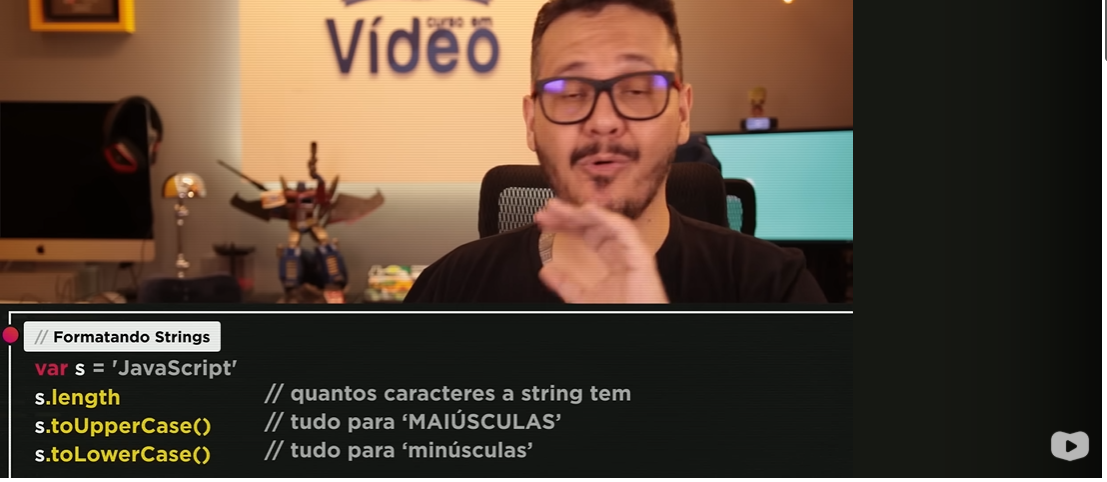 curso em
Vídeo
// Formatando Strings
var s = 'JavaScript'
s.length // quantos caracteres a string tem
s.toUpperCase() // tudo para ‘MAIÚSCULAS’
s.toLowerCase() // tudo para ‘minúsculas’